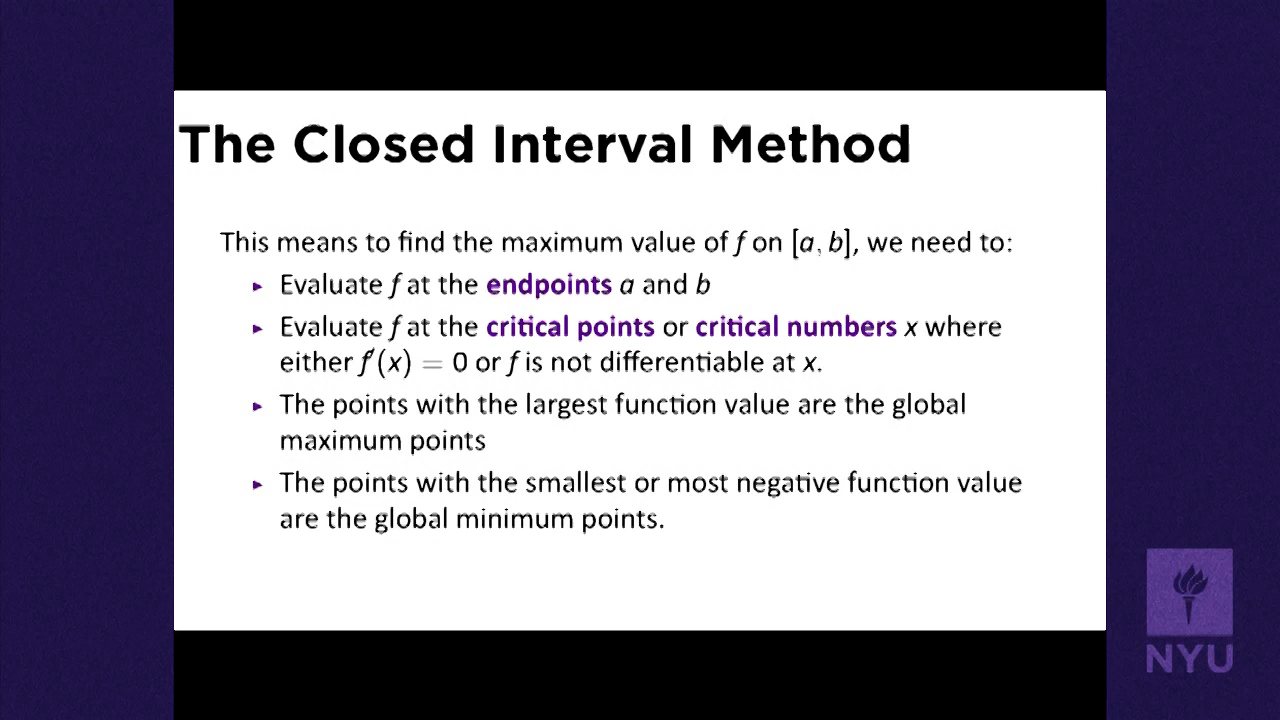 The Closed Interval Method
This means to find the maximum value of f on [a, b], we need to:
▸ Evaluate f at the endpoints a and b
▸ Evaluate f at the critical points or critical numbers x where
either f′(x) = 0 or f is not differentiable at x.
▸ The points with the largest function value are the global
maximum points
▸ The points with the smallest or most negative function value
are the global minimum points.
NYU